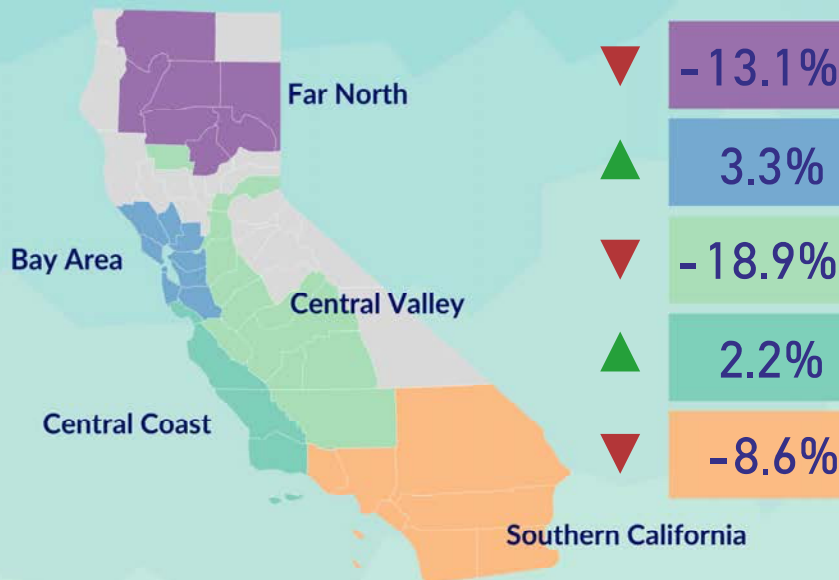 Far North
-13.1%
3.3%
Bay Area
-18.9%
Central Valley
2.2%
Central Coast
-8.6%
Southern California